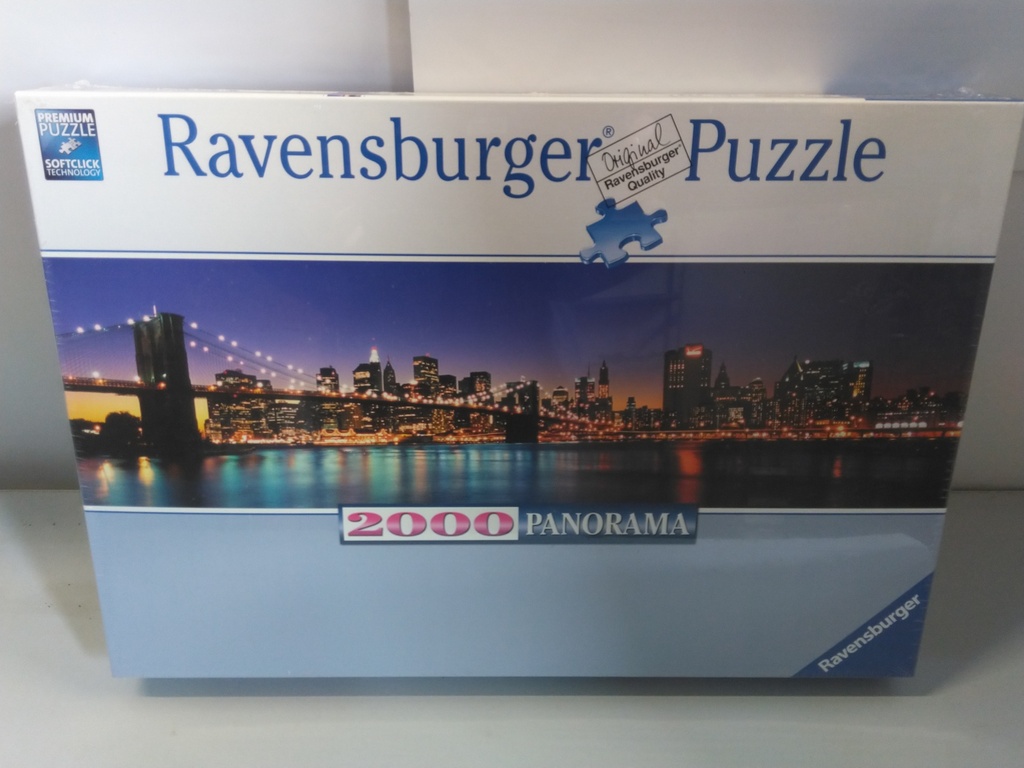 PREMIUM
PUZZLE
SOFTCLICK
TECHNOLOGY
Ravensburger® Puzzle
Original
Ravensburger®
Quality
2000 PANORAMA
Ravensburger